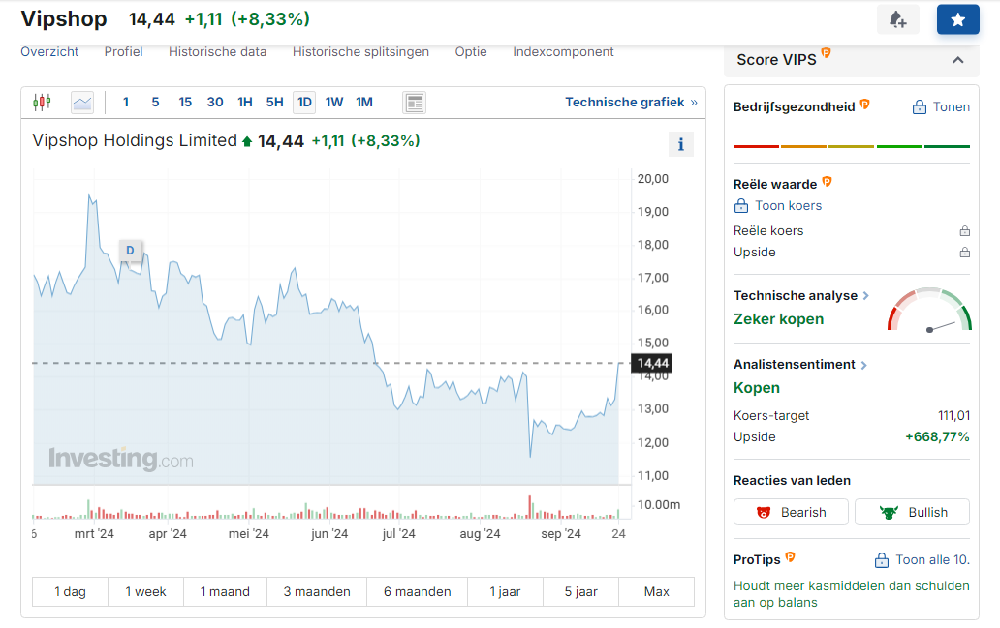 Vipshop 14,44 +1,11 (+8,33%)
Overzicht Profiel Historische data Historische splitsingen Optie Indexcomponent
1 5 15 30 1H 5H 1D 1W 1M Technische grafiek »
Vipshop Holdings Limited 14,44 +1,11 (+8,33%)
i
D
20,00
19,00
18,00
17,00
16,00
15,00
14,44
14,00
13,00
12,00
11,00
10.00m
Investing.com
6 mrt '24 apr '24 mei '24 jun '24 jul '24 aug '24 sep '24 24
1 dag 1 week 1 maand 3 maanden 6 maanden 1 jaar 5 jaar Max
Score VIPS
Bedrijfsgezondheid Tonen
Reële waarde
Toon koers
Reële koers
Upside
Technische analyse
Zeker kopen
Analistensentiment
Kopen
Koers-target 111,01
Upside +668,77%
Reacties van leden
Bearish Bullish
ProTips Toon alle 10.
Houdt meer kasmiddelen dan schulden
aan op balans